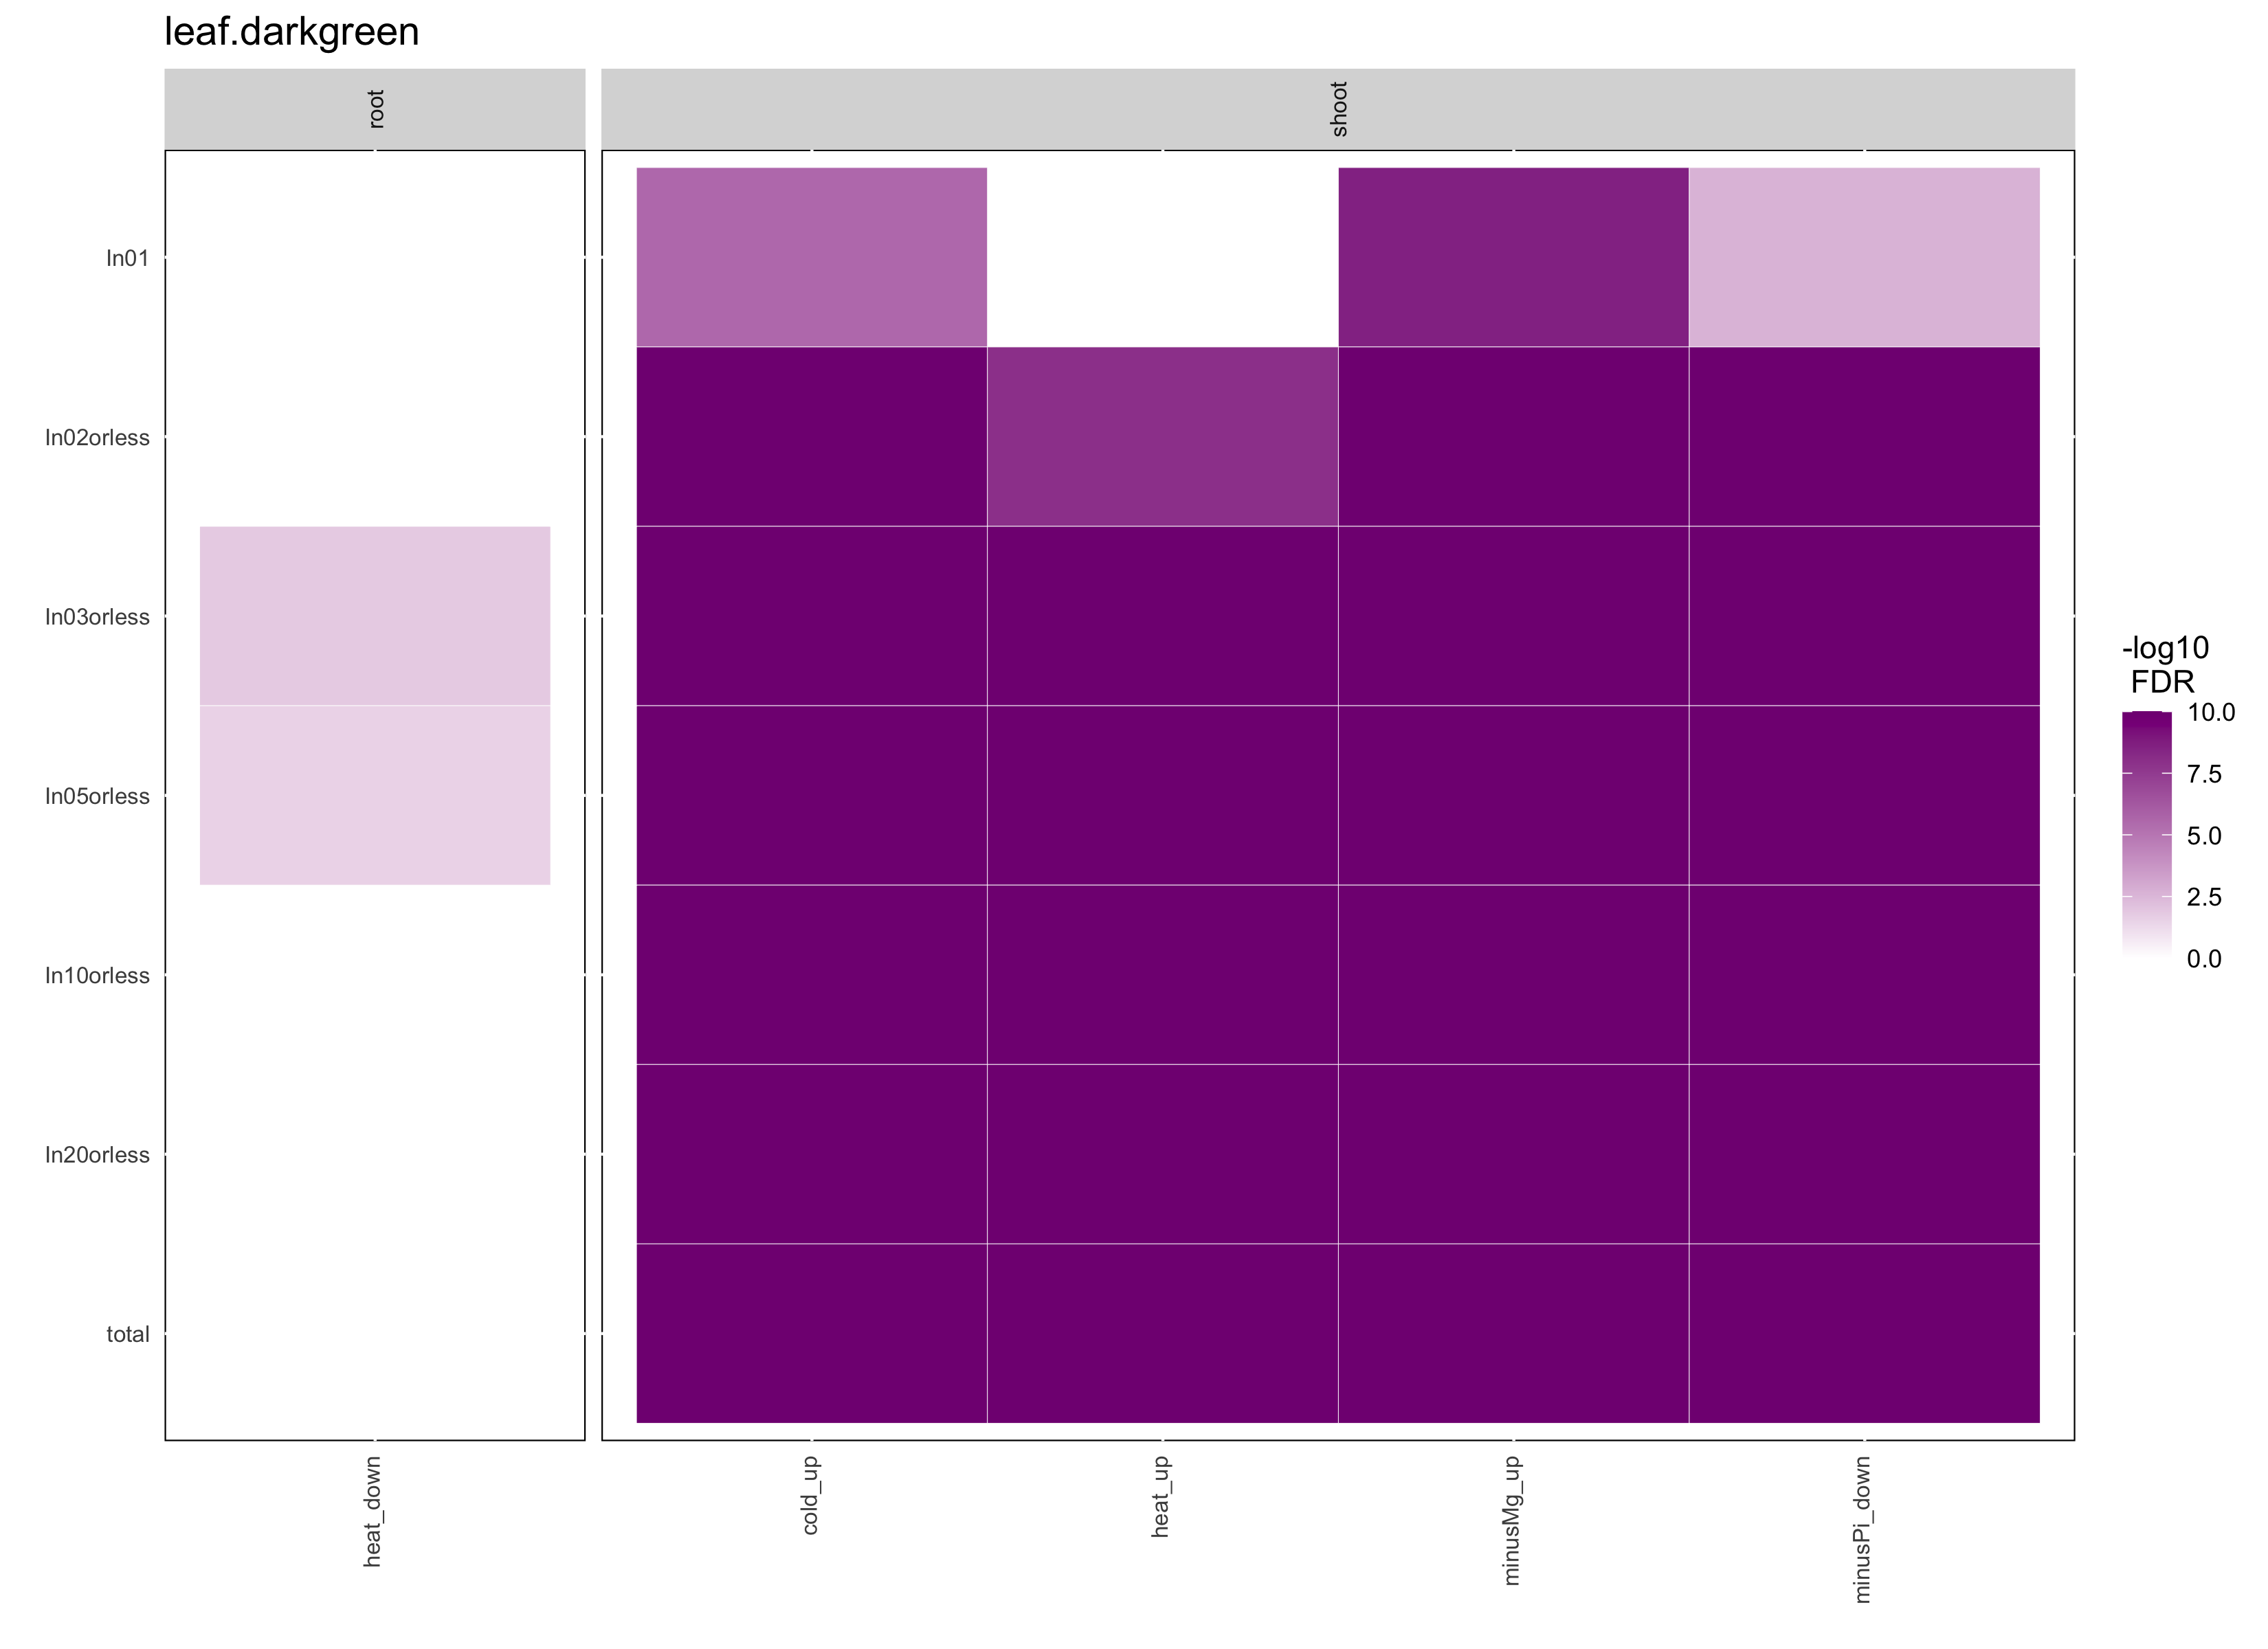 leaf.darkgreen
root
shoot
In01
In02orless
In03orless
In05orless
In10orless
In20orless
total
heat_down
cold_up
heat_up
minusMg_up
minusPi_down
-log10
FDR
10.0
7.5
5.0
2.5
0.0